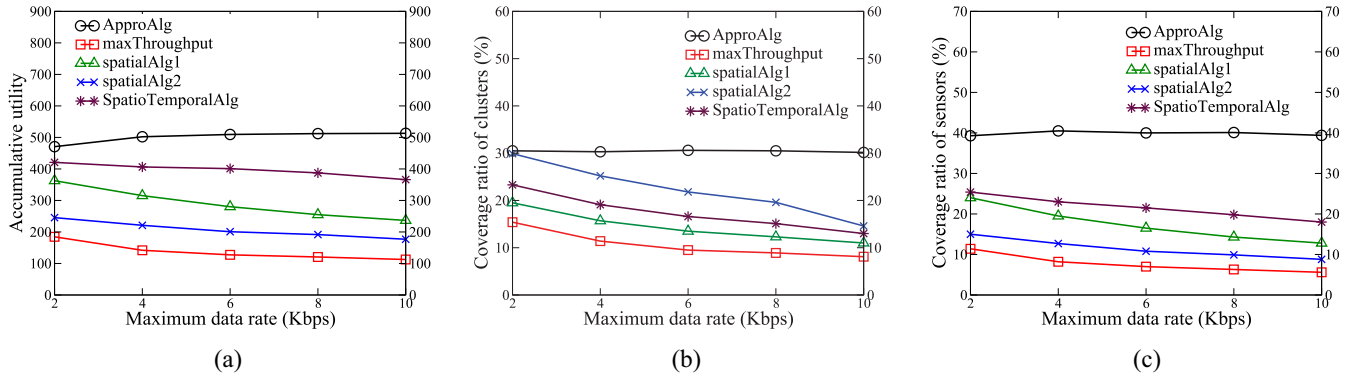 900 900
800 800
700 700
600 600
500 500
400 400
300 300
200 200
100 100
0 0
2 4 6 8 10
Accumulative utility
Maximum data rate (Kbps)
ApproAlg
maxThroughput
spatialAlg1
spatialAlg2
SpatioTemporalAlg
(a)
60 60
50 50
40 40
30 30
20 20
10 10
0 0
2 4 6 8 10
Coverage ratio of clusters (%)
Maximum data rate (Kbps)
ApproAlg
maxThroughput
spatialAlg1
spatialAlg2
SpatioTemporalAlg
(b)
70 70
60 60
50 50
40 40
30 30
20 20
10 10
0 0
2 4 6 8 10
Coverage ratio of sensors (%)
Maximum data rate (Kbps)
ApproAlg
maxThroughput
spatialAlg1
spatialAlg2
SpatioTemporalAlg
(c)